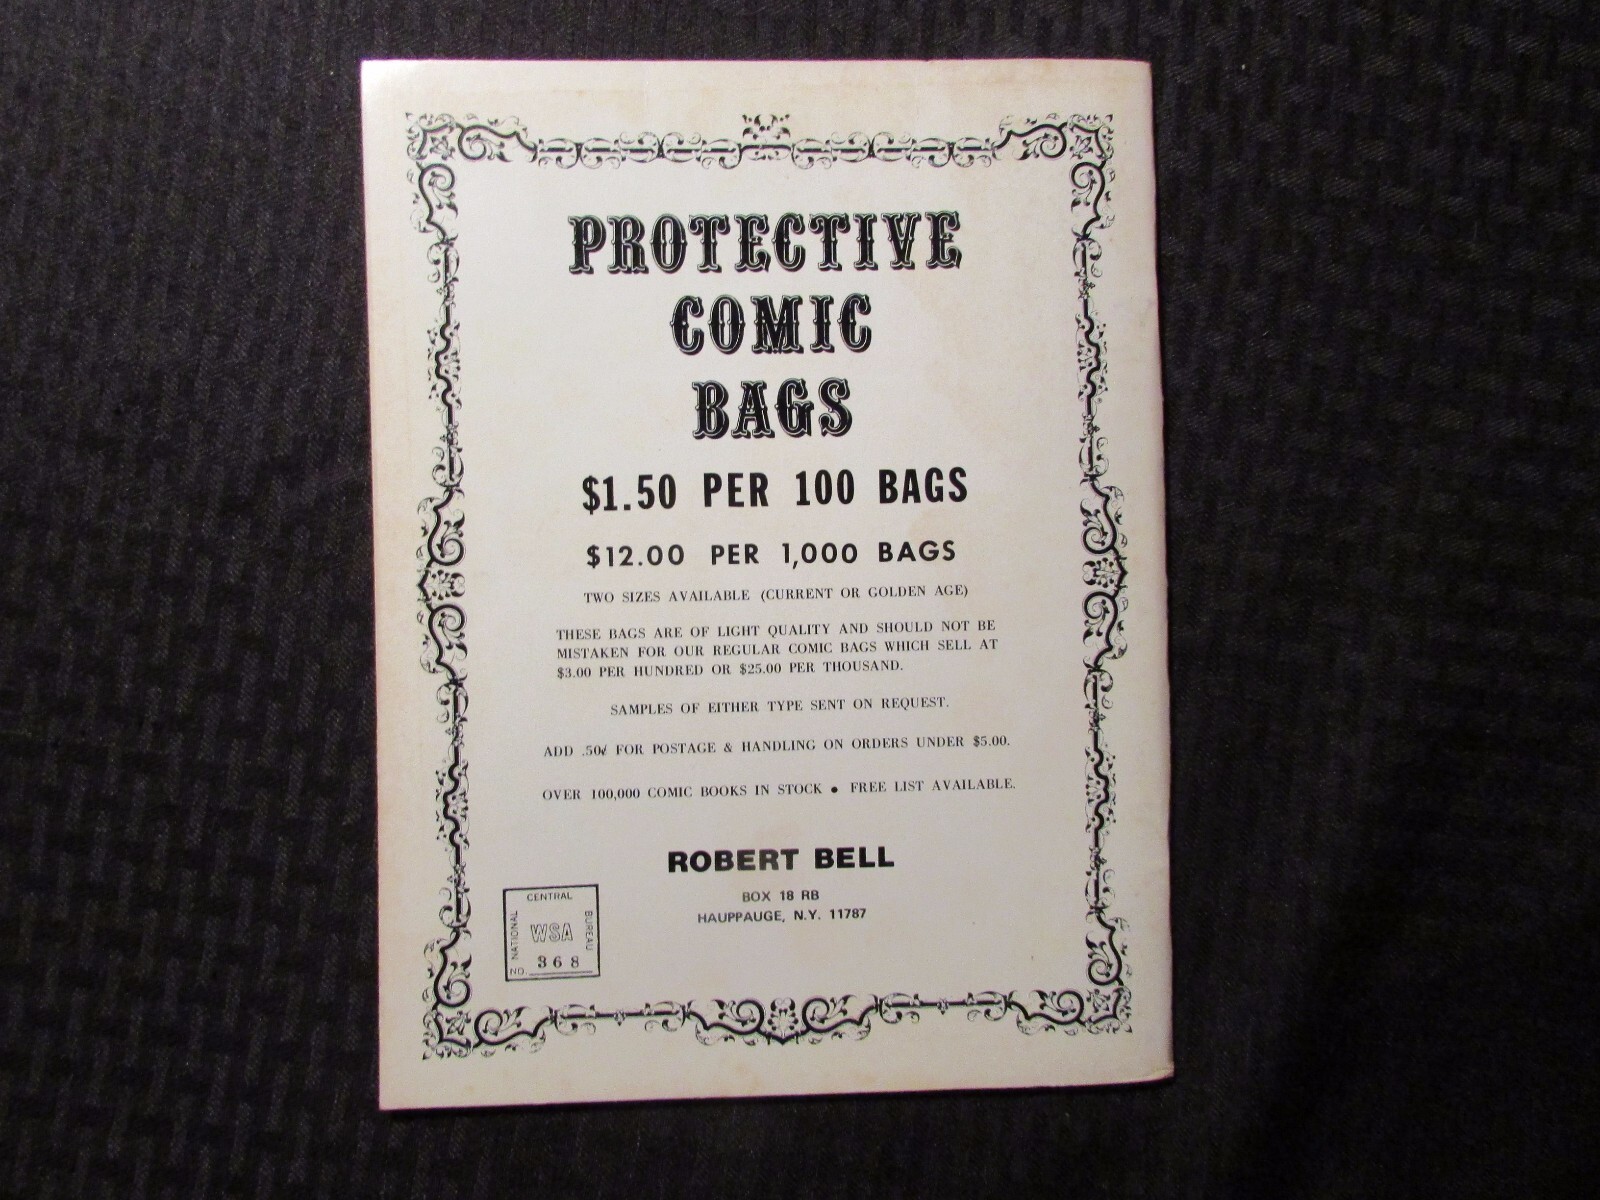 PROTECTIVE
COMIC
BAGS
$1.50 PER 100 BAGS
$12.00 PER 1,000 BAGS
TWO SIZES AVAILABLE (CURRENT OR GOLDEN AGE)
THESE BAGS ARE OF LIGHT QUALITY AND SHOULD NOT BE
MISTAKEN FOR OUR REGULAR COMIC BAGS WHICH SELL AT
$3.00 PER HUNDRED OR $25.00 PER THOUSAND.
SAMPLES OF EITHER TYPE SENT ON REQUEST.
ADD .50¢ FOR POSTAGE & HANDLING ON ORDERS UNDER $5.00.
OVER 100,000 COMIC BOOKS IN STOCK • FREE LIST AVAILABLE.
ROBERT BELL
BOX 18 RB
HAUPPAUGE, N.Y. 11787
CENTRAL
NATIONAL
WSA
BUREAU
NO. 368